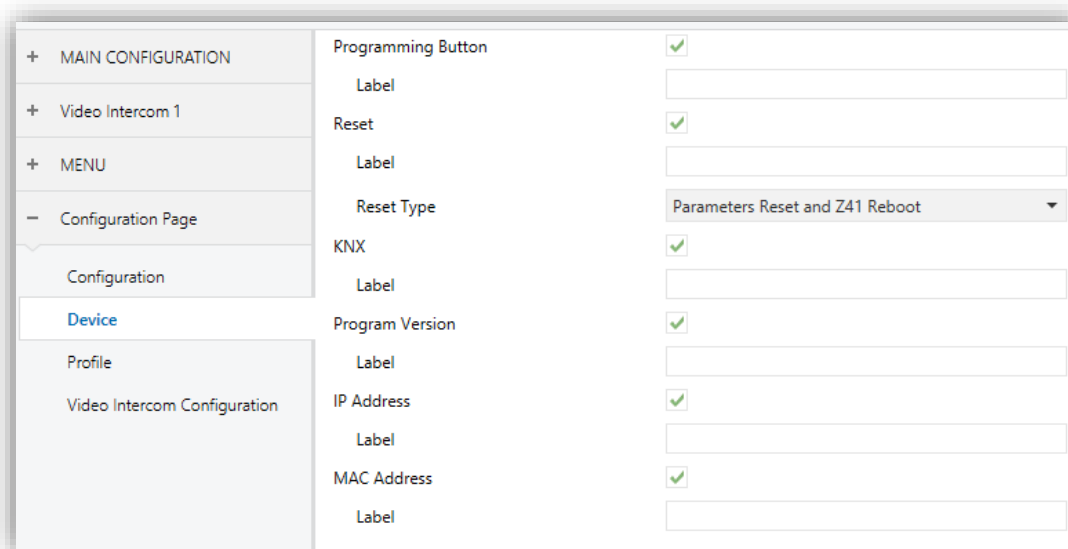 MAIN CONFIGURATION
Video Intercom 1
MENU
Configuration Page
Configuration
Device
Profile
Video Intercom Configuration
Programming Button
Label
Reset
Label
Reset Type Parameters Reset and Z41 Reboot
KNX
Label
Program Version
Label
IP Address
Label
MAC Address
Label